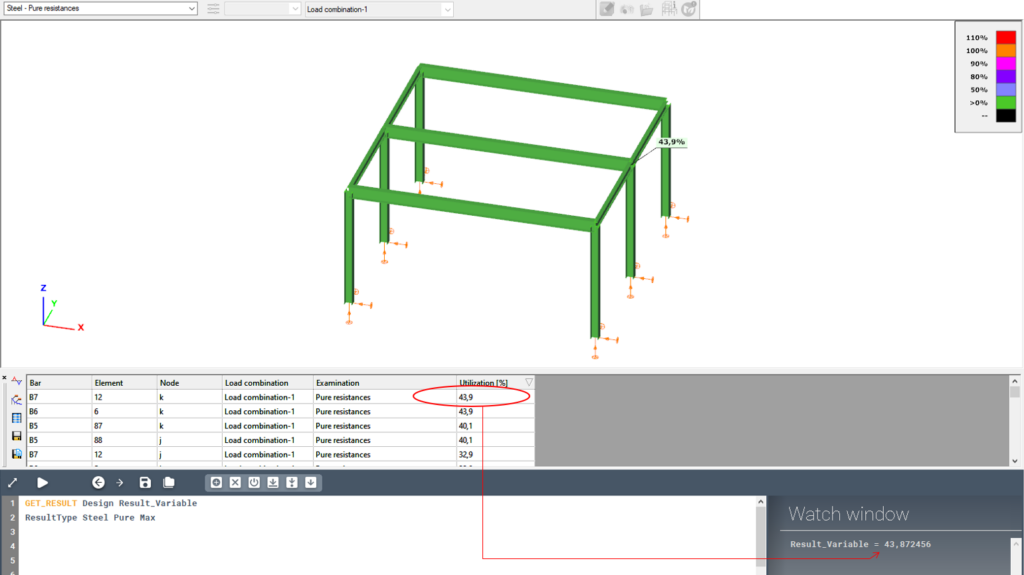 Steel - Pure resistances
Load combination-1
110%
100%
90%
80%
50%
>0%
--
43,9%
Z
Y
X
Bar Element Node Load combination Examination Utilization [%]
B7 12 k Load combination-1 Pure resistances 43,9
B6 6 k Load combination-1 Pure resistances 43,9
B5 87 k Load combination-1 Pure resistances 40,1
B5 88 j Load combination-1 Pure resistances 40,1
B7 12 j Load combination-1 Pure resistances 32,9
1 GET_RESULT Design Result_Variable
2 ResultType Steel Pure Max
3
4
5
Watch window
Result_Variable = 43,872456